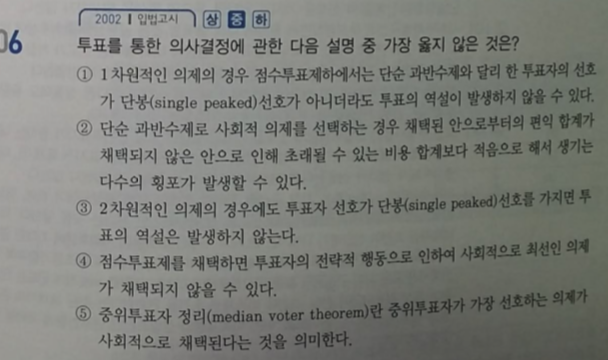 2002 | 입법고시 상 중 하
06 투표를 통한 의사결정에 관한 다음 설명 중 가장 옳지 않은 것은?
① 1차원적인 의제의 경우 점수투표제하에서는 단순 과반수제와 달리 한 투표자의 선호
가 단봉(single peaked)선호가 아니더라도 투표의 역설이 발생하지 않을 수 있다.
② 단순 과반수제로 사회적 의제를 선택하는 경우 채택된 안으로부터의 편익 합계가
채택되지 않은 안으로 인해 초래될 수 있는 비용 합계보다 적음으로 해서 생기는
다수의 횡포가 발생할 수 있다.
③ 2차원적인 의제의 경우에도 투표자 선호가 단봉(single peaked)선호를 가지면 투
표의 역설은 발생하지 않는다.
④ 점수투표제를 채택하면 투표자의 전략적 행동으로 인하여 사회적으로 최선인 의제
가 채택되지 않을 수 있다.
⑤ 중위투표자 정리(median voter theorem)란 중위투표자가 가장 선호하는 의제가
사회적으로 채택된다는 것을 의미한다.